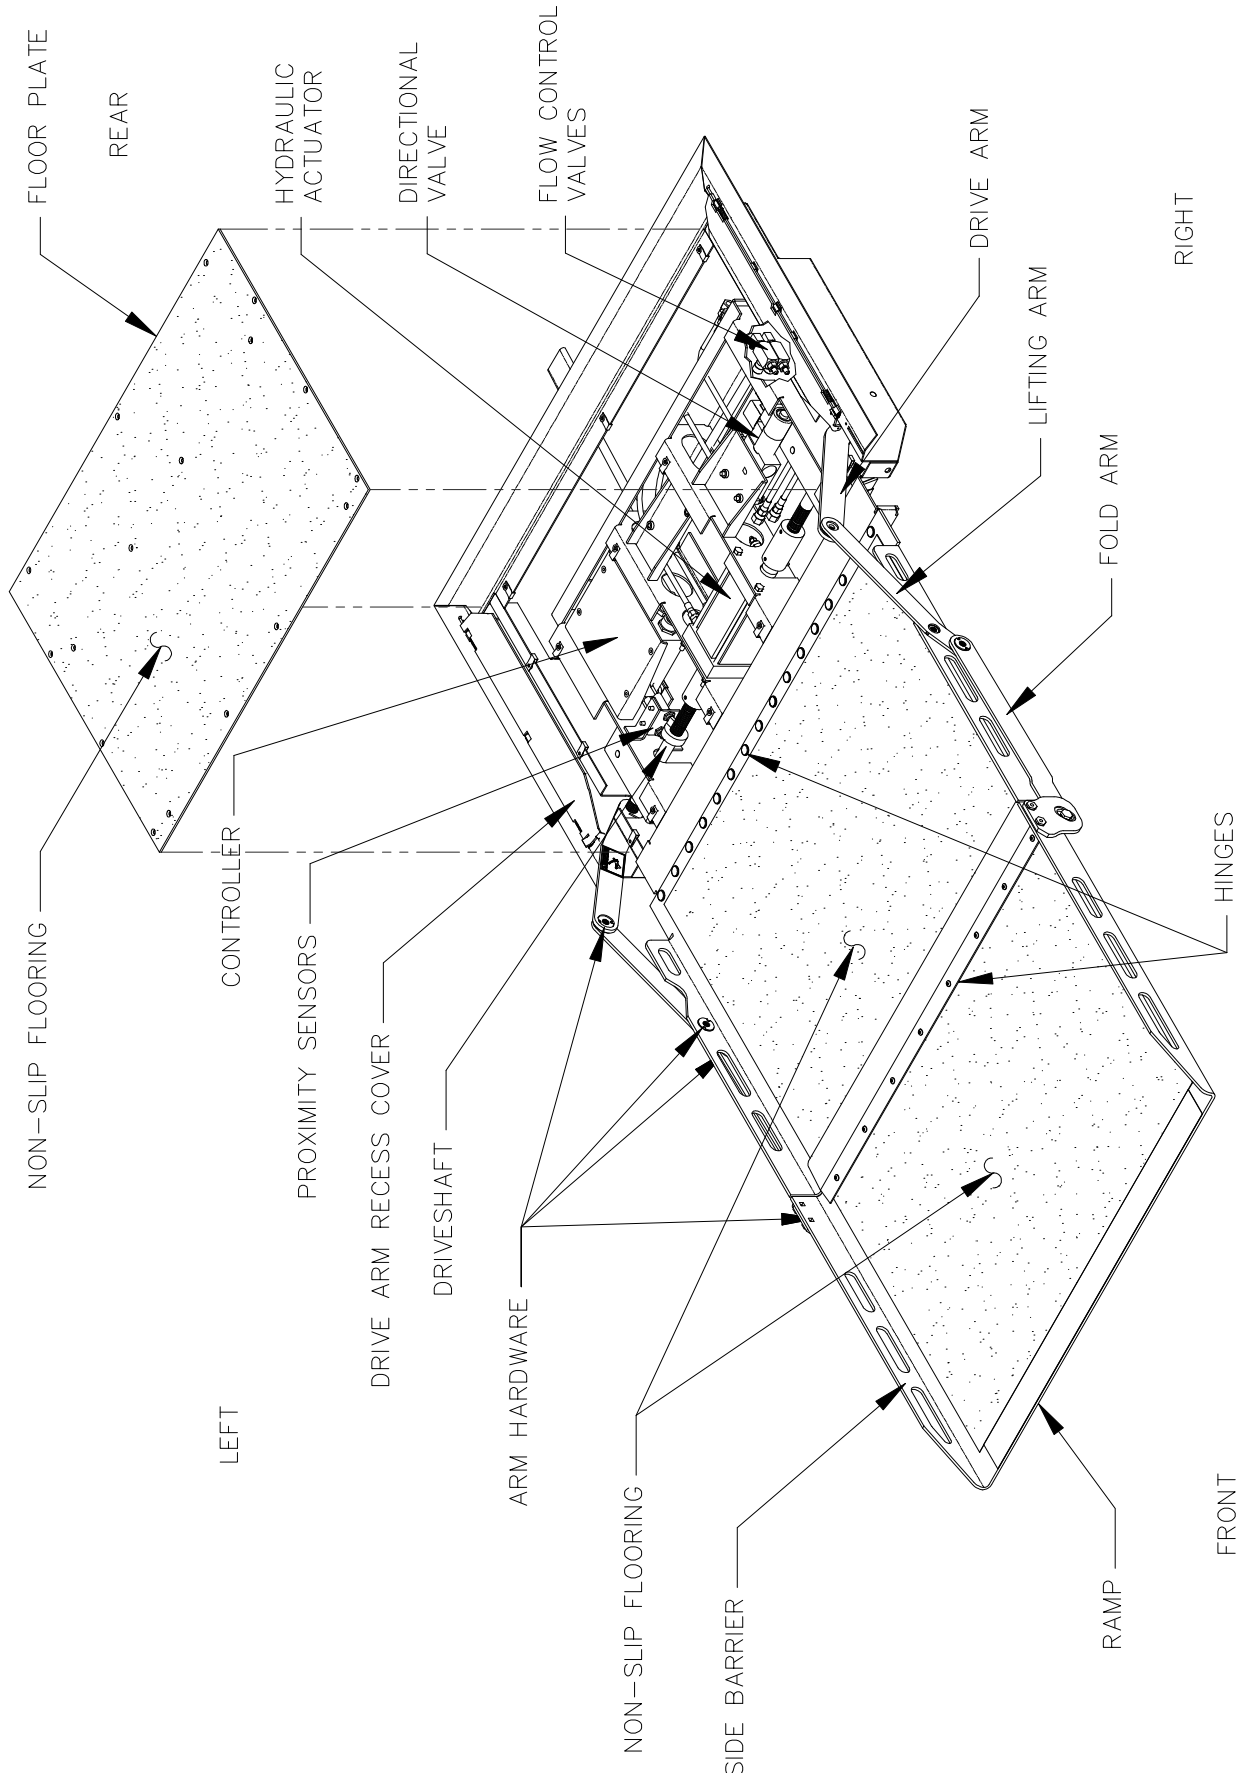 FLOOR PLATE
REAR
HYDRAULIC
ACTUATOR
DIRECTIONAL
VALVE
FLOW CONTROL
VALVES
DRIVE ARM
RIGHT
LIFTING ARM
FOLD ARM
HINGES
NON-SLIP FLOORING
CONTROLLER
PROXIMITY SENSORS
DRIVE ARM RECESS COVER
DRIVESHAFT
LEFT
ARM HARDWARE
NON-SLIP FLOORING
SIDE BARRIER
RAMP
FRONT